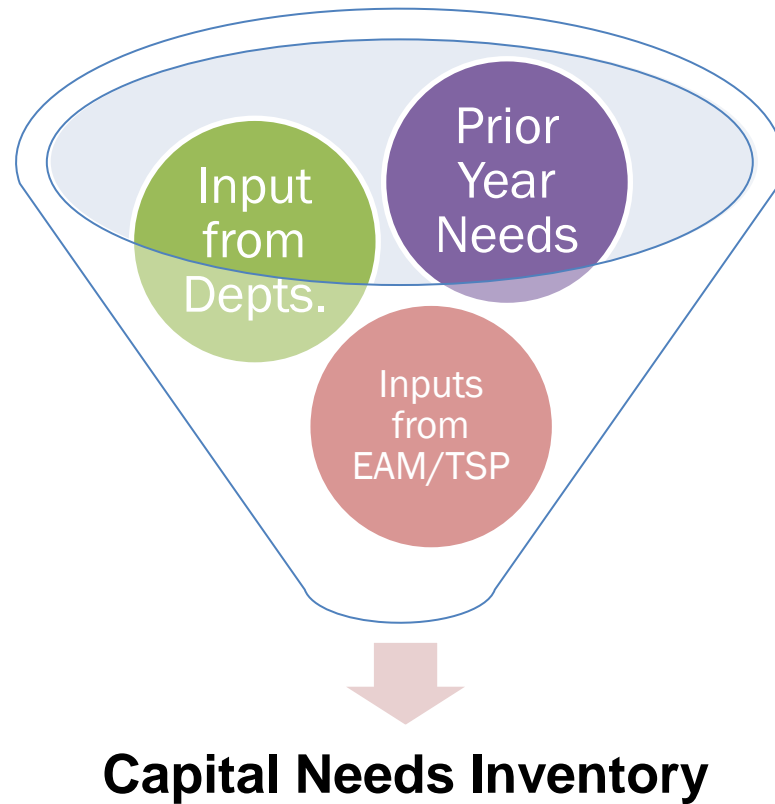 Prior
Year
Needs
Input
from
Depts.
Inputs
from
EAM/TSP
Capital Needs Inventory